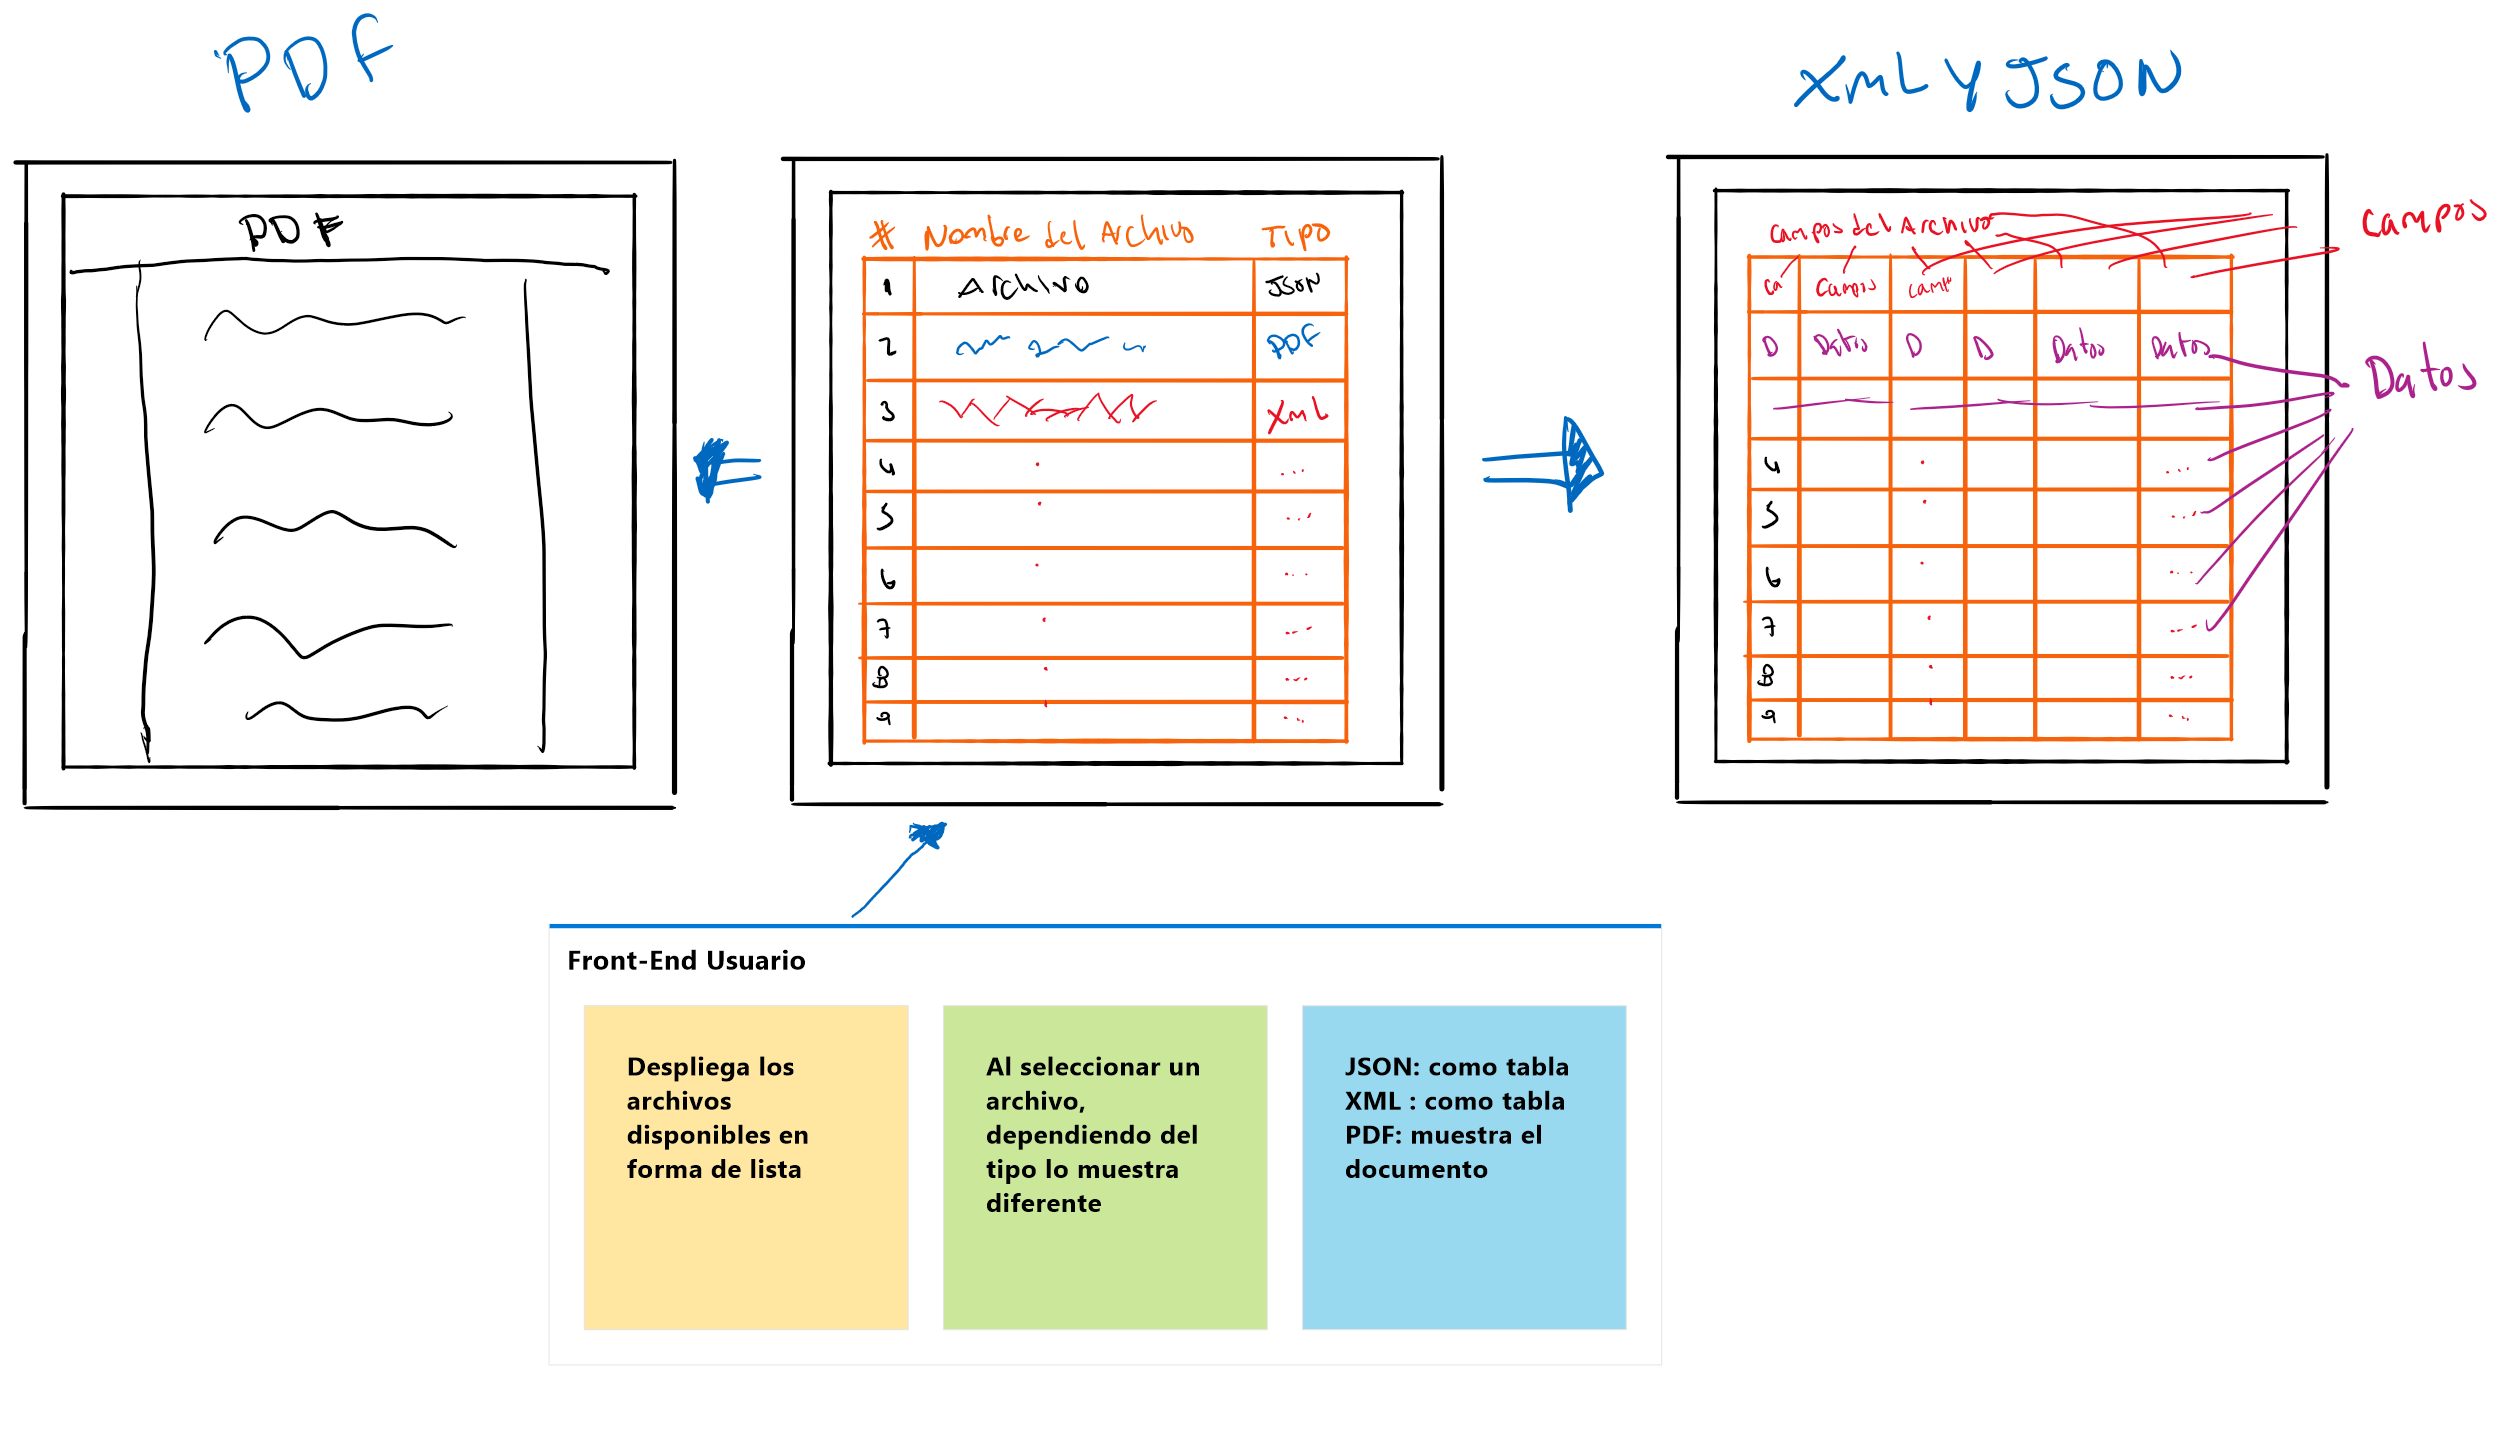 PDF
XML Y JSON
PDF
# Nombre del Archivo Tipo
1 Archivo JSON
2 PDF
3 XML
4
5
6
7
8
9
Campos del Archivo
Campos
Ca Campos Camp
D Datos D D Datos Datos
Datos
4
5
6
7
8
9
Front-End Usuario
Despliega los
archivos
disponibles en
forma de lista
Al seleccionar un
archivo,
dependiendo del
tipo lo muestra
diferente
JSON: como tabla
XML : como tabla
PDF: muestra el
documento